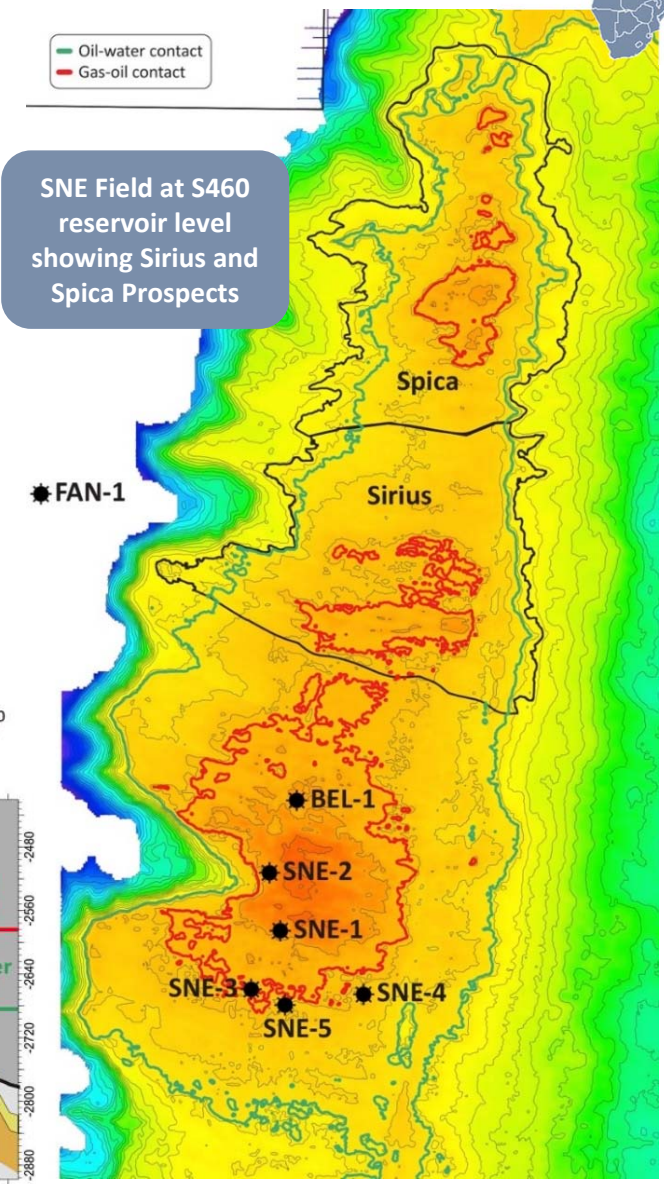 Oil-water contact
Gas-oil contact
SNE Field at S460
reservoir level
showing Sirius and
Spica Prospects
Spica
Sirius
FAN-1
BEL-1
SNE-2
SNE-1
SNE-3
SNE-4
SNE-5
-2480
-2560
-2640
-2720
-2800
-2880